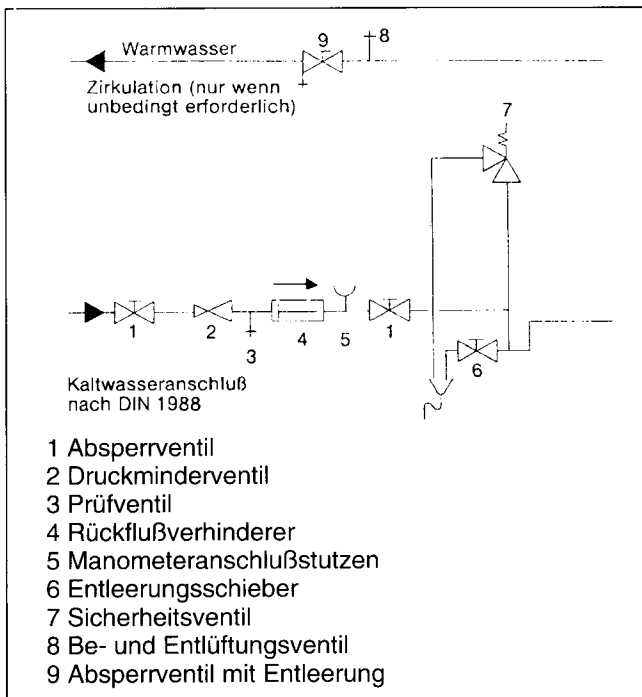 Warmwasser
9
8
Zirkulation (nur wenn
unbedingt erforderlich)
7
1
2
3
4
5
1
6
Kaltwasseranschluß
nach DIN 1988
1 Absperrventil
2 Druckminderventil
3 Prüfventil
4 Rückflußverhinderer
5 Manometeranschlußstutzen
6 Entleerungsschieber
7 Sicherheitsventil
8 Be- und Entlüftungsventil
9 Absperrventil mit Entleerung